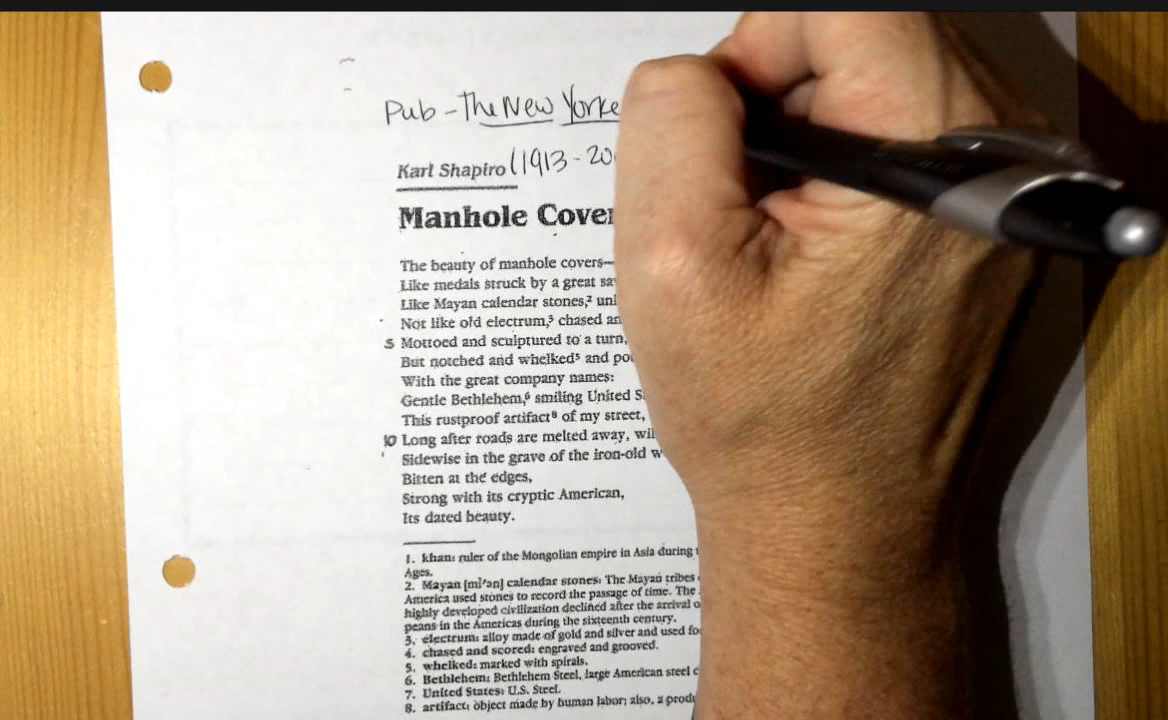 Pub - The New Yorke
Karl Shapiro (1913 - 20
Manhole Cover
The beauty of manhole covers—
Like medals struck by a great sa
Like Mayan calendar stones,² unl
Not like old electrum,³ chased an
5 Mottoed and sculptured to a turn,
But notched and whelked⁵ and po
With the great company names:
Gentle Bethlehem,⁶ smiling United S
This rustproof artifact⁸ of my street,
10 Long after roads are melted away, wil
Sidewise in the grave of the iron-old w
Bitten at the edges,
Strong with its cryptic American,
Its dated beauty.
1. khan: ruler of the Mongolian empire in Asia during
Ages.
2. Mayan [mī′ən] calendar stones: The Mayan tribes
America used stones to record the passage of time. The
highly developed civilization declined after the arrival o
peans in the Americas during the sixteenth century.
3. electrum: alloy made of gold and silver and used fo
4. chased and scored: engraved and grooved.
5. whelked: marked with spirals.
6. Bethlehem: Bethlehem Steel, large American steel c
7. United States: U.S. Steel.
8. artifact: object made by human labor; also, a produ